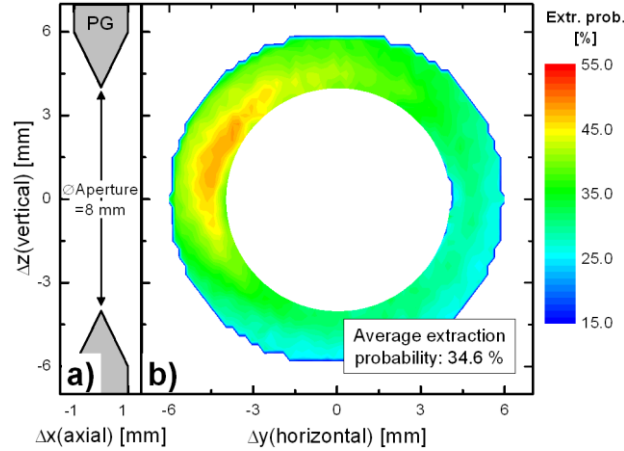 PG
6
3
0
-3
-6
Δz(vertical) [mm]
∅Aperture
=8 mm
a)
b)
Average extraction
probability: 34.6 %
Extr. prob.
[%]
55.0
45.0
35.0
25.0
15.0
-1 1
-6 -3 0 3 6
Δx(axial) [mm]
Δy(horizontal) [mm]